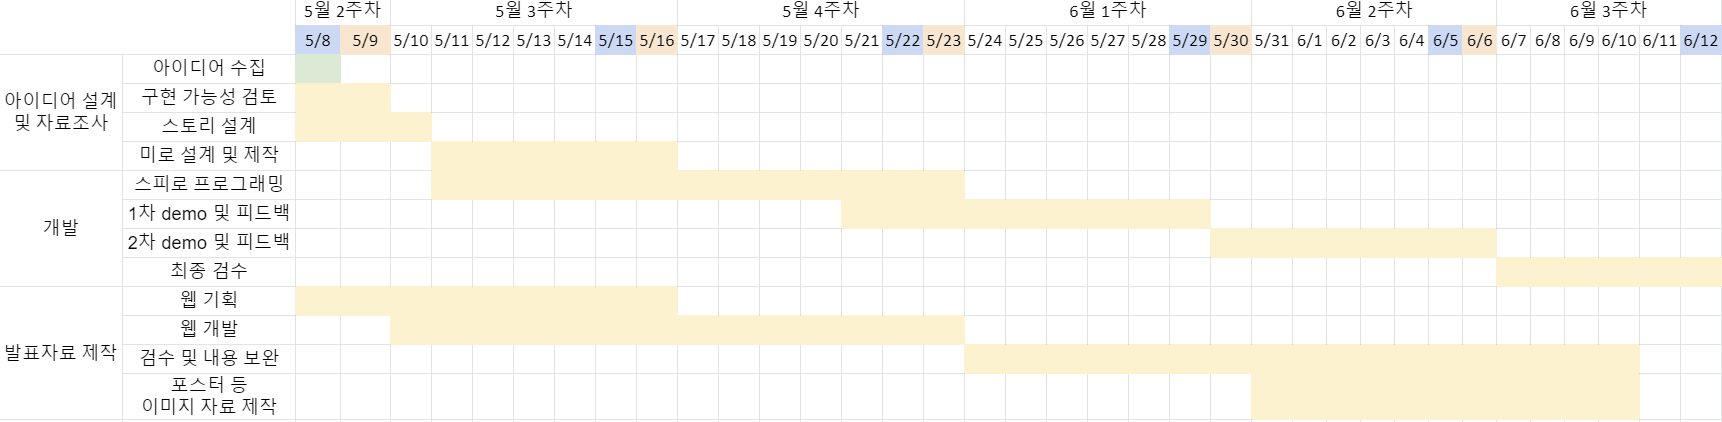 5월 2주차 5월 3주차 5월 4주차 6월 1주차 6월 2주차 6월 3주차
5/8 5/9 5/10 5/11 5/12 5/13 5/14 5/15 5/16 5/17 5/18 5/19 5/20 5/21 5/22 5/23 5/24 5/25 5/26 5/27 5/28 5/29 5/30 5/31 6/1 6/2 6/3 6/4 6/5 6/6 6/7 6/8 6/9 6/10 6/11 6/12
아이디어 설계
및 자료조사
아이디어 수집
구현 가능성 검토
스토리 설계
미로 설계 및 제작
개발
스피로 프로그래밍
1차 demo 및 피드백
2차 demo 및 피드백
최종 검수
발표자료 제작
웹 기획
웹 개발
검수 및 내용 보완
포스터 등
이미지 자료 제작